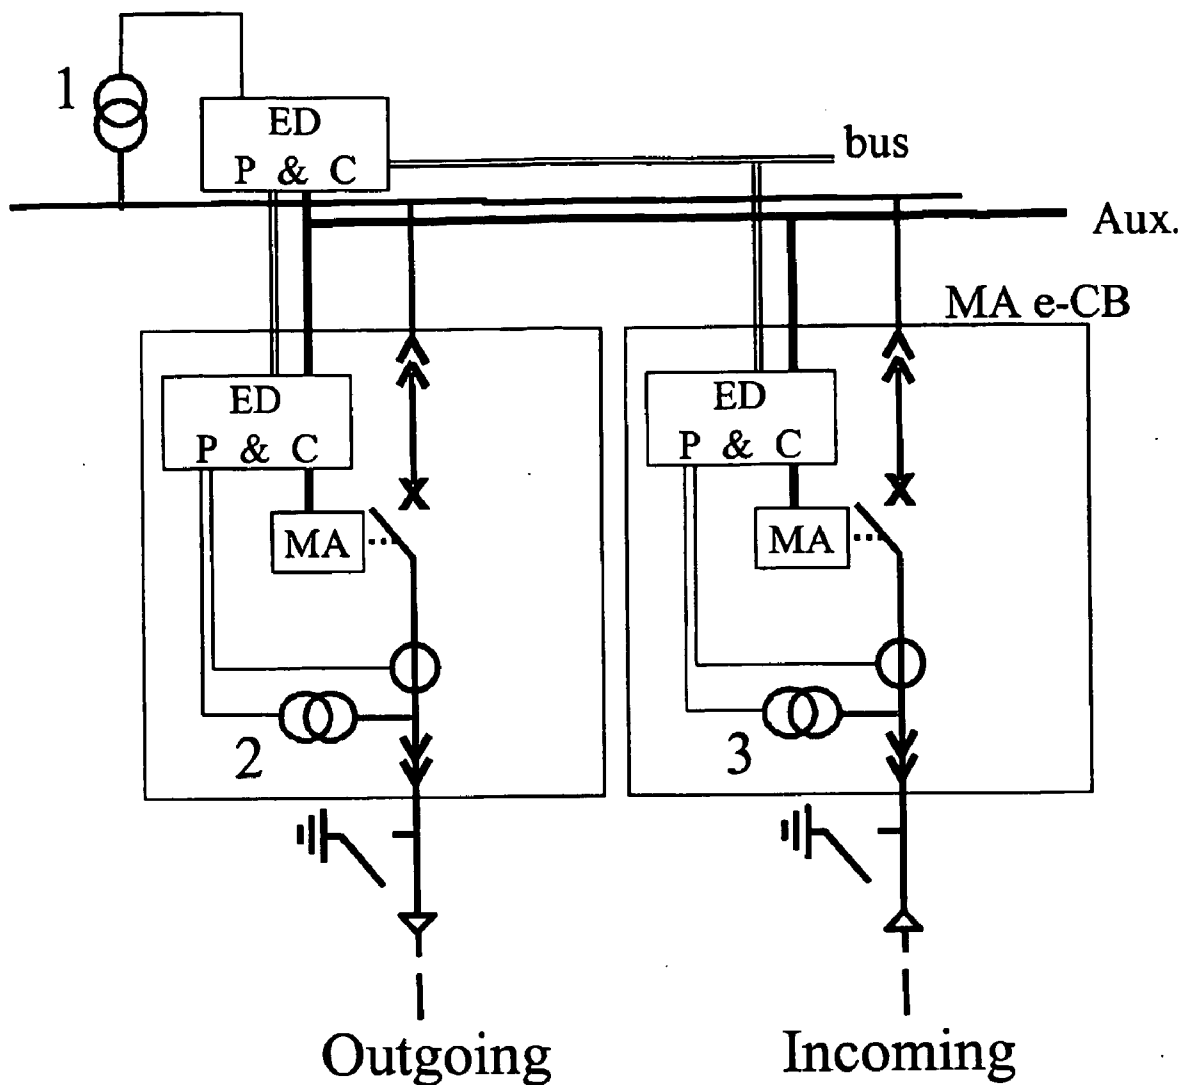 1
ED
P & C
bus
Aux.
MA e-CB
ED
P & C
MA
2
ED
P & C
MA
3
Outgoing
Incoming